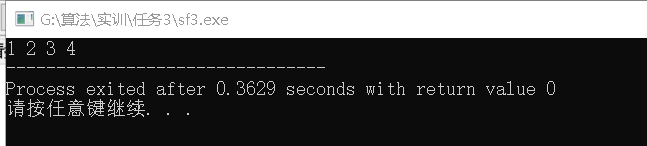 G:\算法\实训\任务3\sf3.exe
1 2 3 4
--------------------------------
Process exited after 0.3629 seconds with return value 0
请按任意键继续. . .